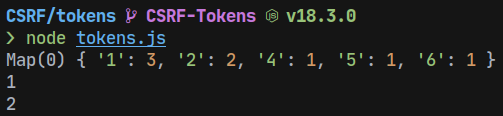 CSRF/tokens CSRF-Tokens v18.3.0
❯ node tokens.js
Map(0) { '1': 3, '2': 2, '4': 1, '5': 1, '6': 1 }
1
2